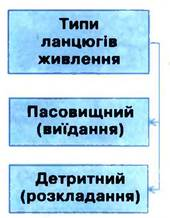 Типи
ланцюгів
живлення
Пасовищний
(виїдання)
Детритний
(розкладання)